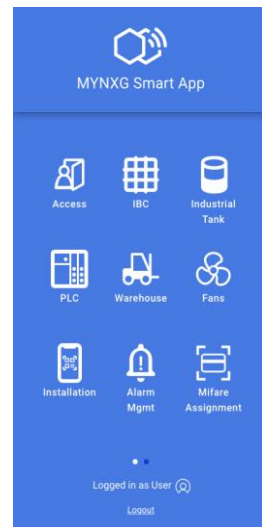 MYNXG Smart App
Access
IBC
Industrial
Tank
PLC
Warehouse
Fans
Installation
Alarm
Mgmt
Mifare
Assignment
Logged in as User
Logout